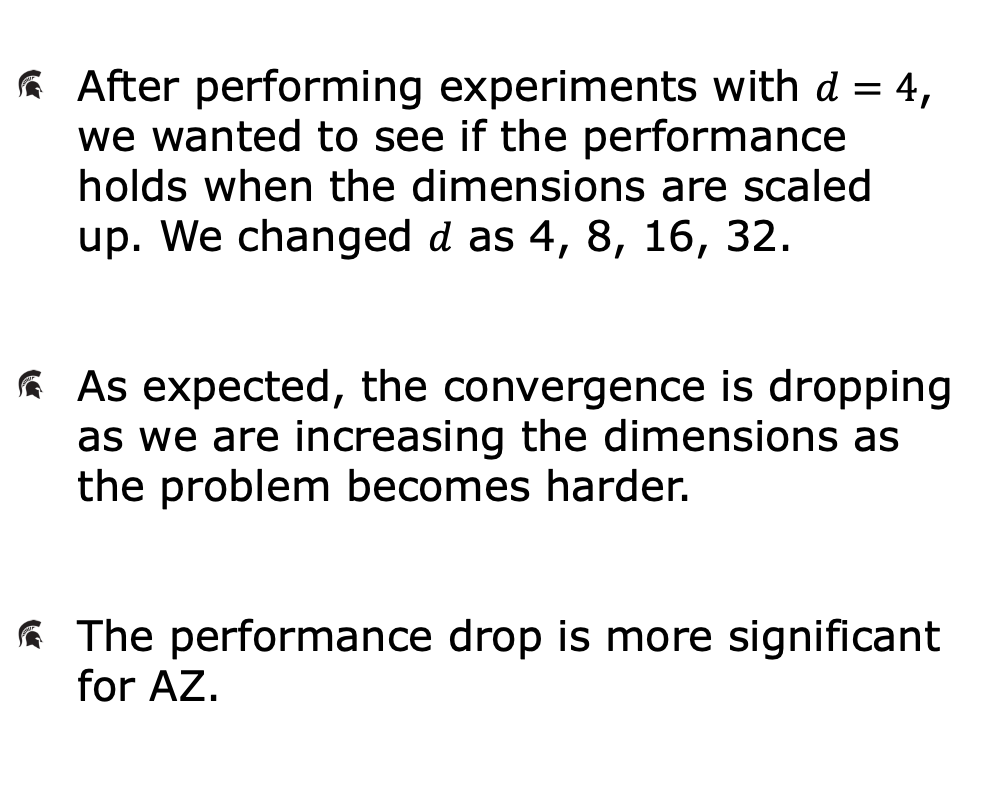 After performing experiments with d = 4,
we wanted to see if the performance
holds when the dimensions are scaled
up. We changed d as 4, 8, 16, 32.
As expected, the convergence is dropping
as we are increasing the dimensions as
the problem becomes harder.
The performance drop is more significant
for AZ.